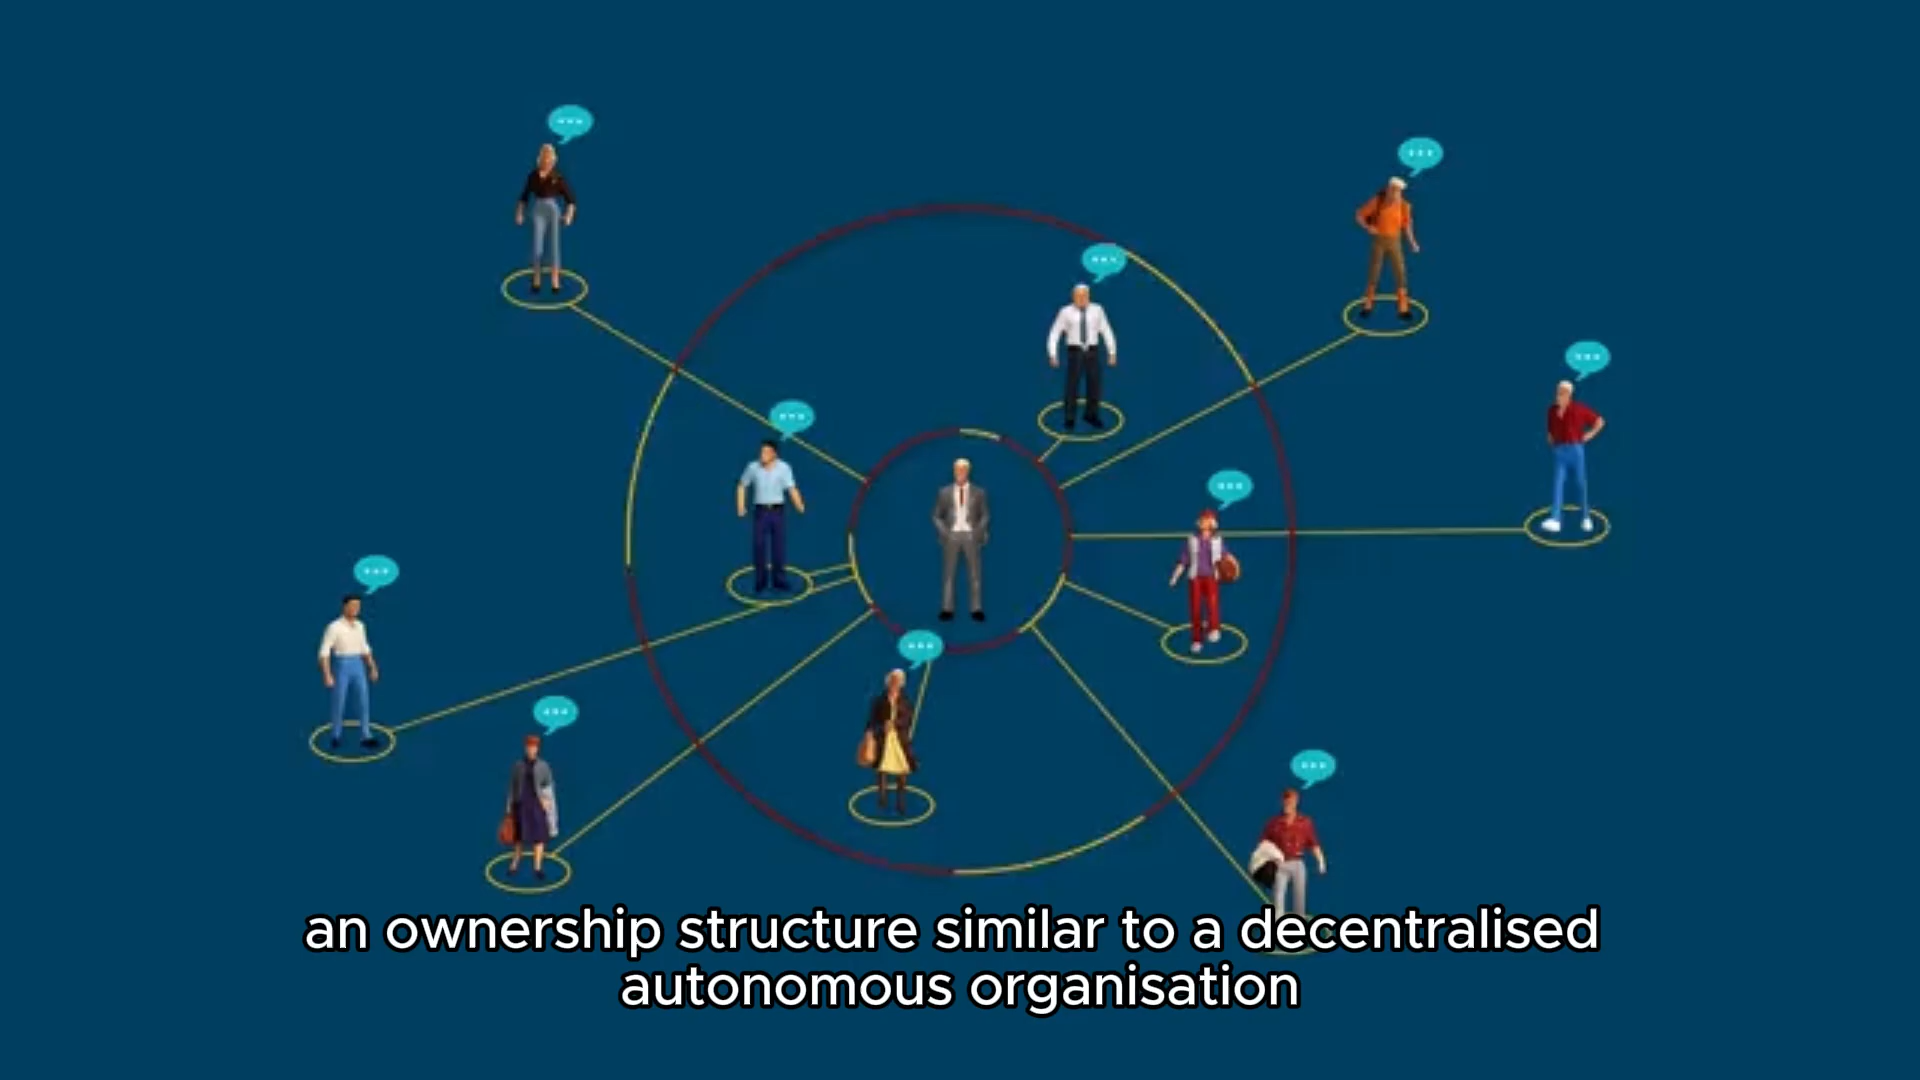 an ownership structure similar to a decentralised
autonomous organisation